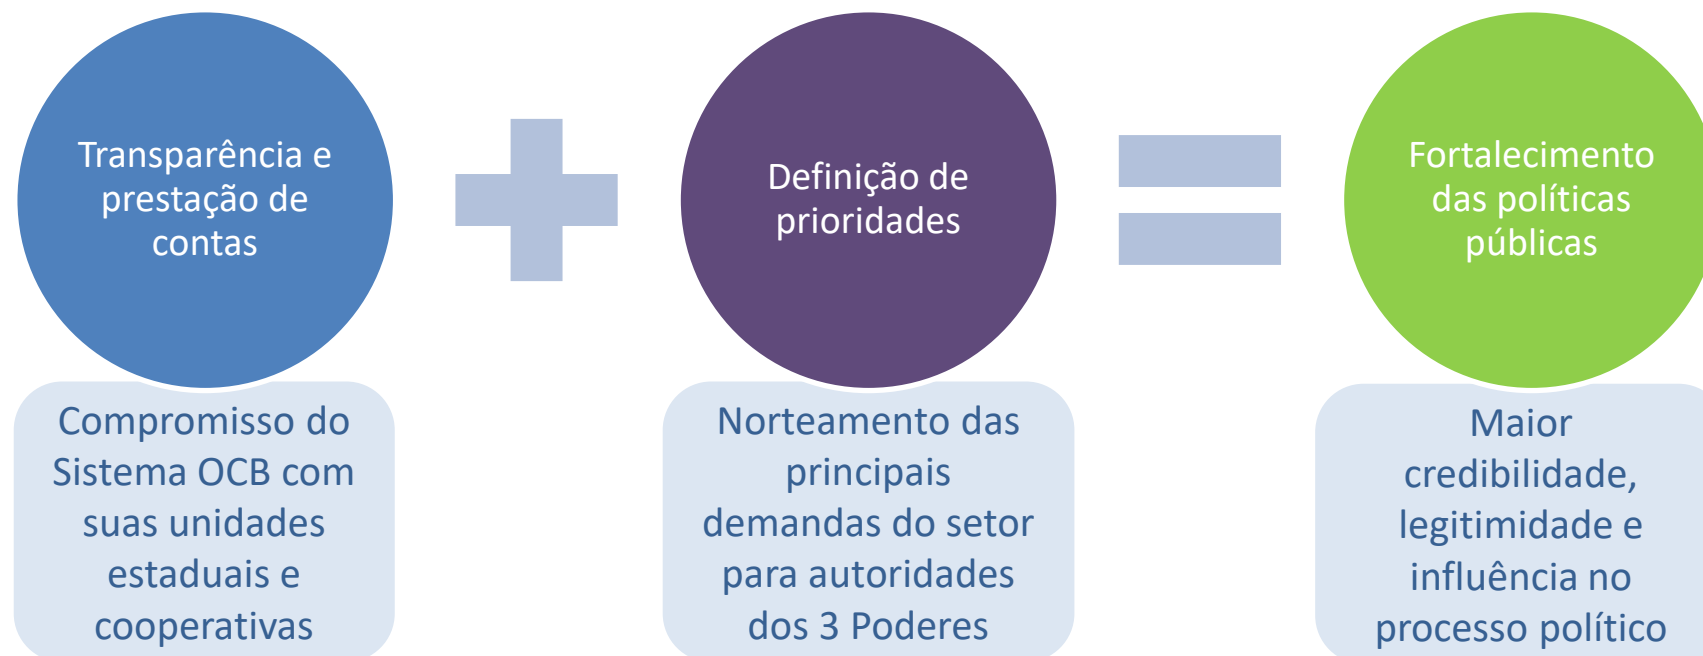 Transparência e
prestação de
contas
Compromisso do
Sistema OCB com
suas unidades
estaduais e
cooperativas
Definição de
prioridades
Norteamento das
principais
demandas do setor
para autoridades
dos 3 Poderes
Fortalecimento
das políticas
públicas
Maior
credibilidade,
legitimidade e
influência no
processo político